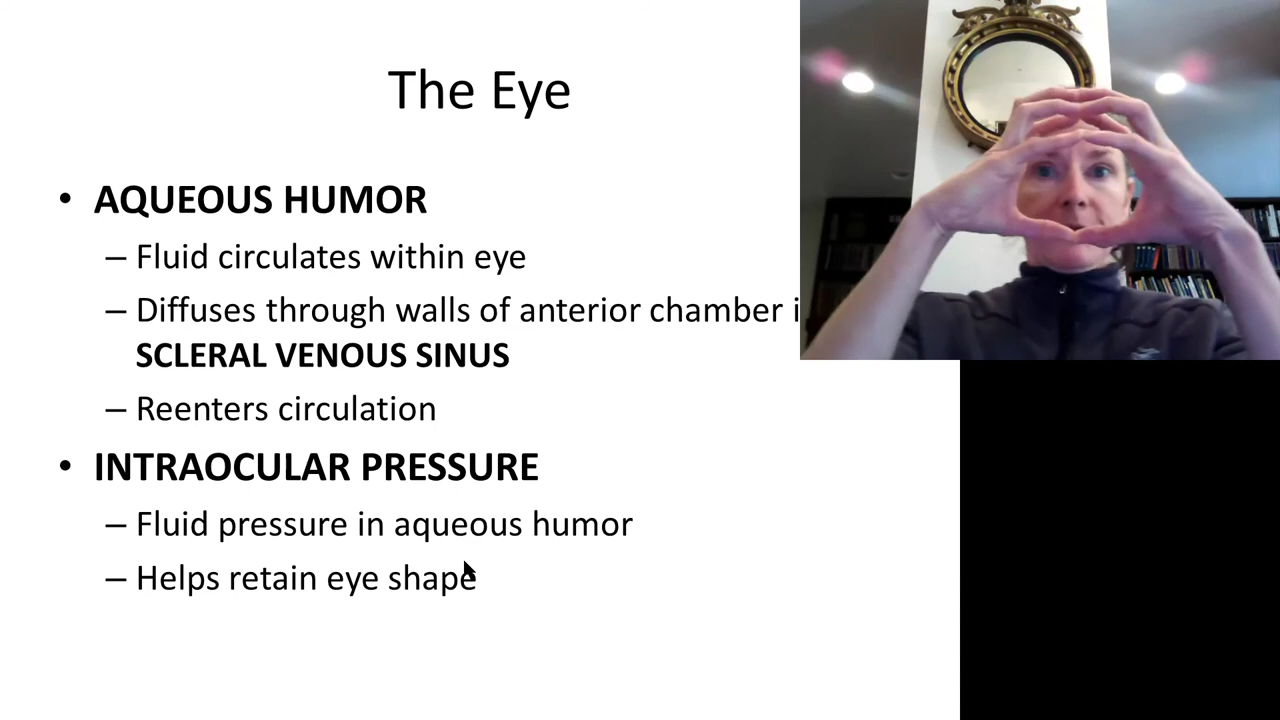 The Eye
• AQUEOUS HUMOR
– Fluid circulates within eye
– Diffuses through walls of anterior chamber
SCLERAL VENOUS SINUS
– Reenters circulation
• INTRAOCULAR PRESSURE
– Fluid pressure in aqueous humor
– Helps retain eye shape